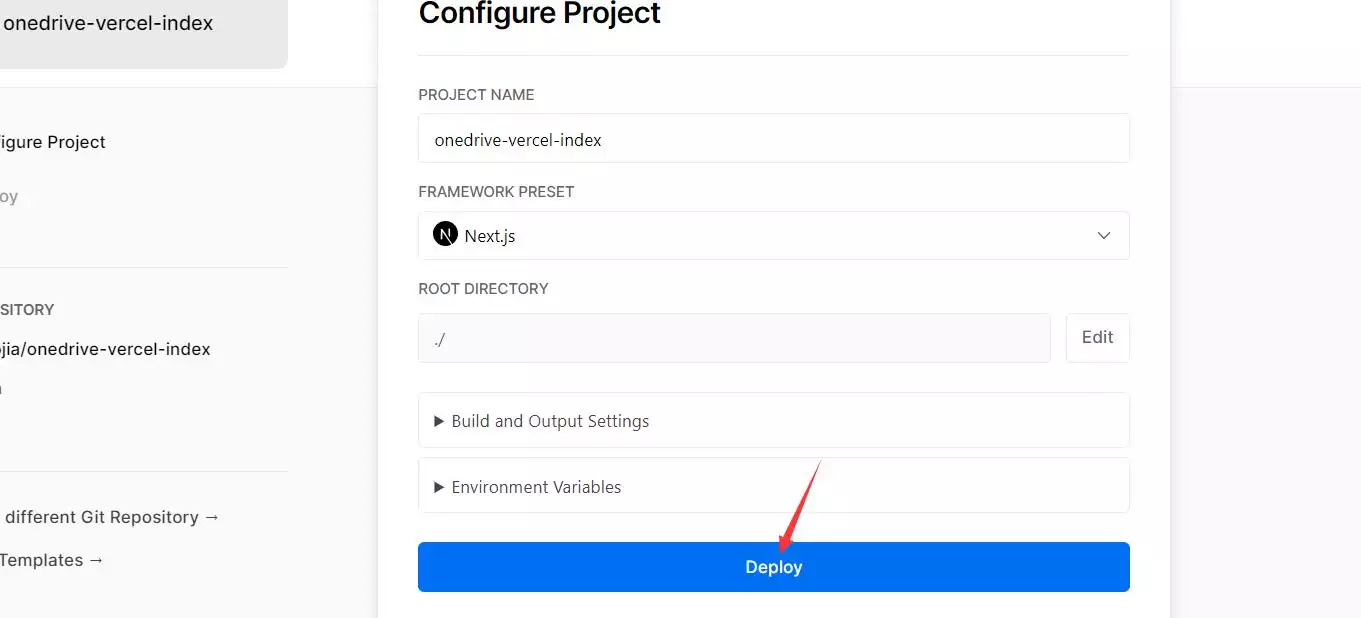 onedrive-vercel-index
igure Project
oy
SITORY
jia/onedrive-vercel-index
different Git Repository →
Templates →
Configure Project
PROJECT NAME
onedrive-vercel-index
FRAMEWORK PRESET
N Next.js
ROOT DIRECTORY
./
Edit
Build and Output Settings
Environment Variables
Deploy